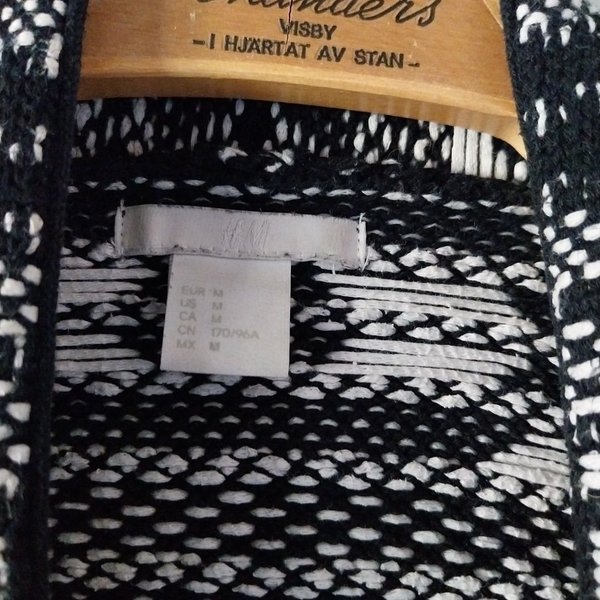 VISBY
- I HJÄRTAT AV STAN -
H&M
EUR M
US M
CA M
CN 170/96A
MX M